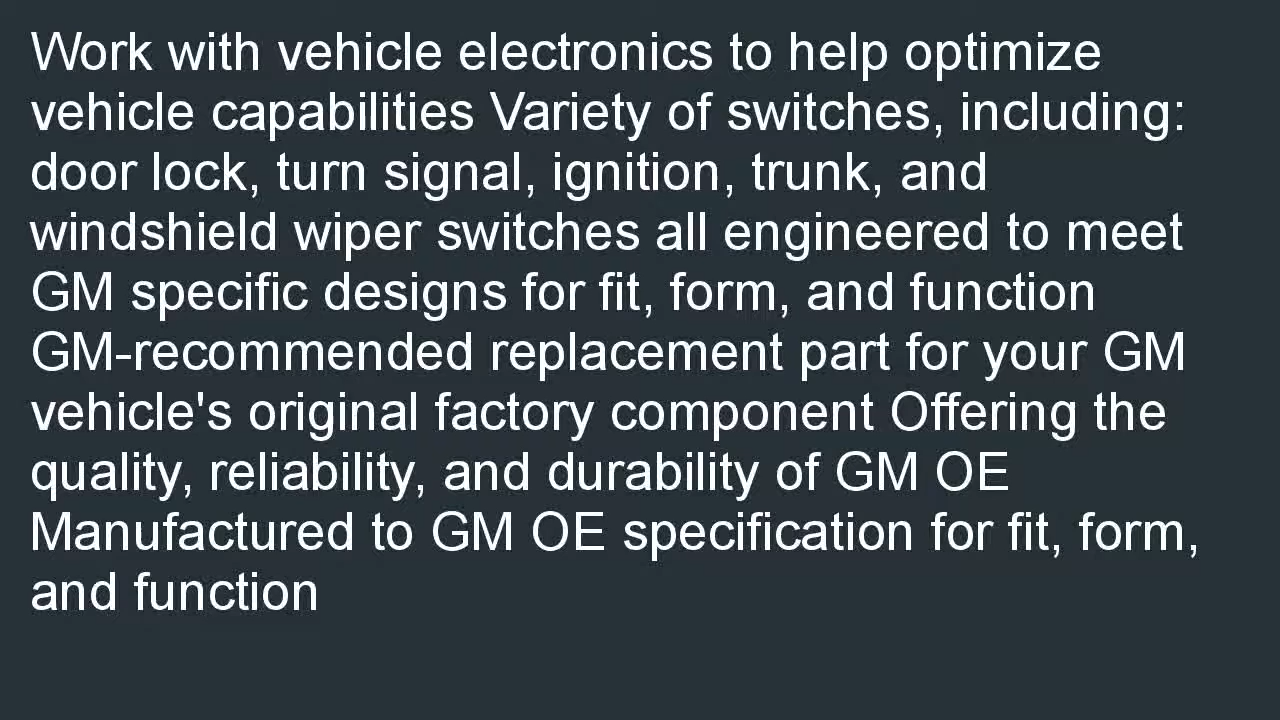 Work with vehicle electronics to help optimize
vehicle capabilities Variety of switches, including:
door lock, turn signal, ignition, trunk, and
windshield wiper switches all engineered to meet
GM specific designs for fit, form, and function
GM-recommended replacement part for your GM
vehicle's original factory component Offering the
quality, reliability, and durability of GM OE
Manufactured to GM OE specification for fit, form,
and function